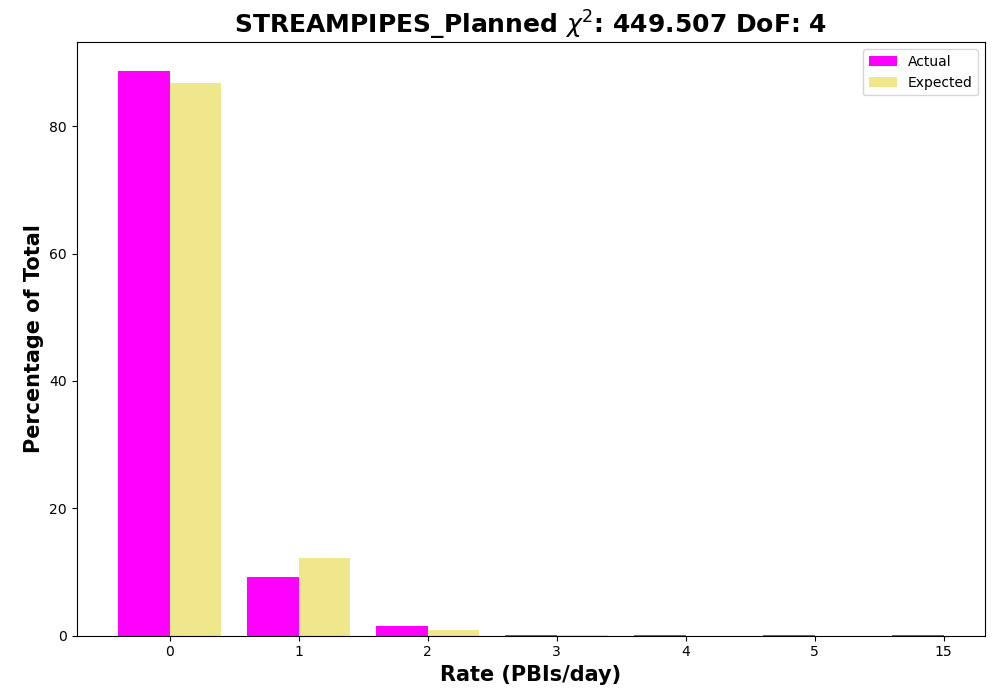 STREAMPIPES_Planned χ²: 449.507 DoF: 4
Actual
Expected
Percentage of Total
80
60
40
20
0
0 1 2 3 4 5 15
Rate (PBIs/day)